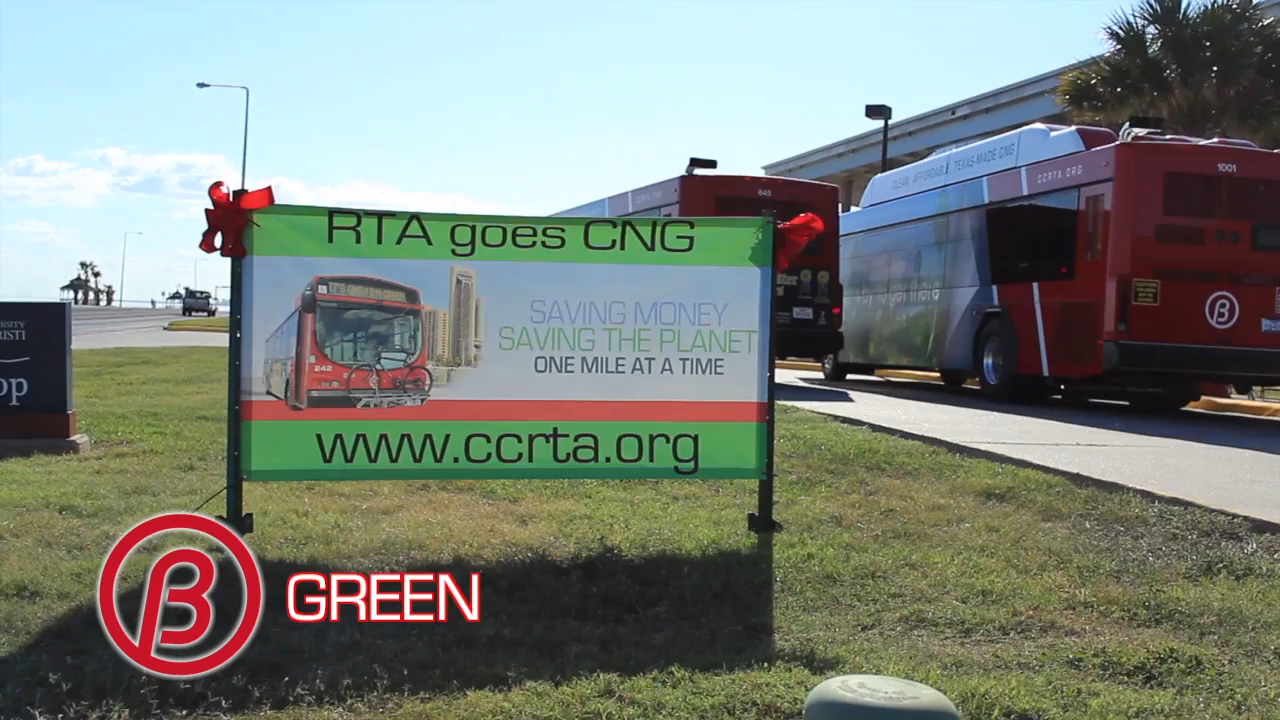 RTA goes CNG
SAVING MONEY
SAVING THE PLANET
ONE MILE AT A TIME
242
www.ccrta.org
CLEAN, AFFORDABLE, TEXAS-MADE CNG
CCRTA.ORG
1001
645
GREEN